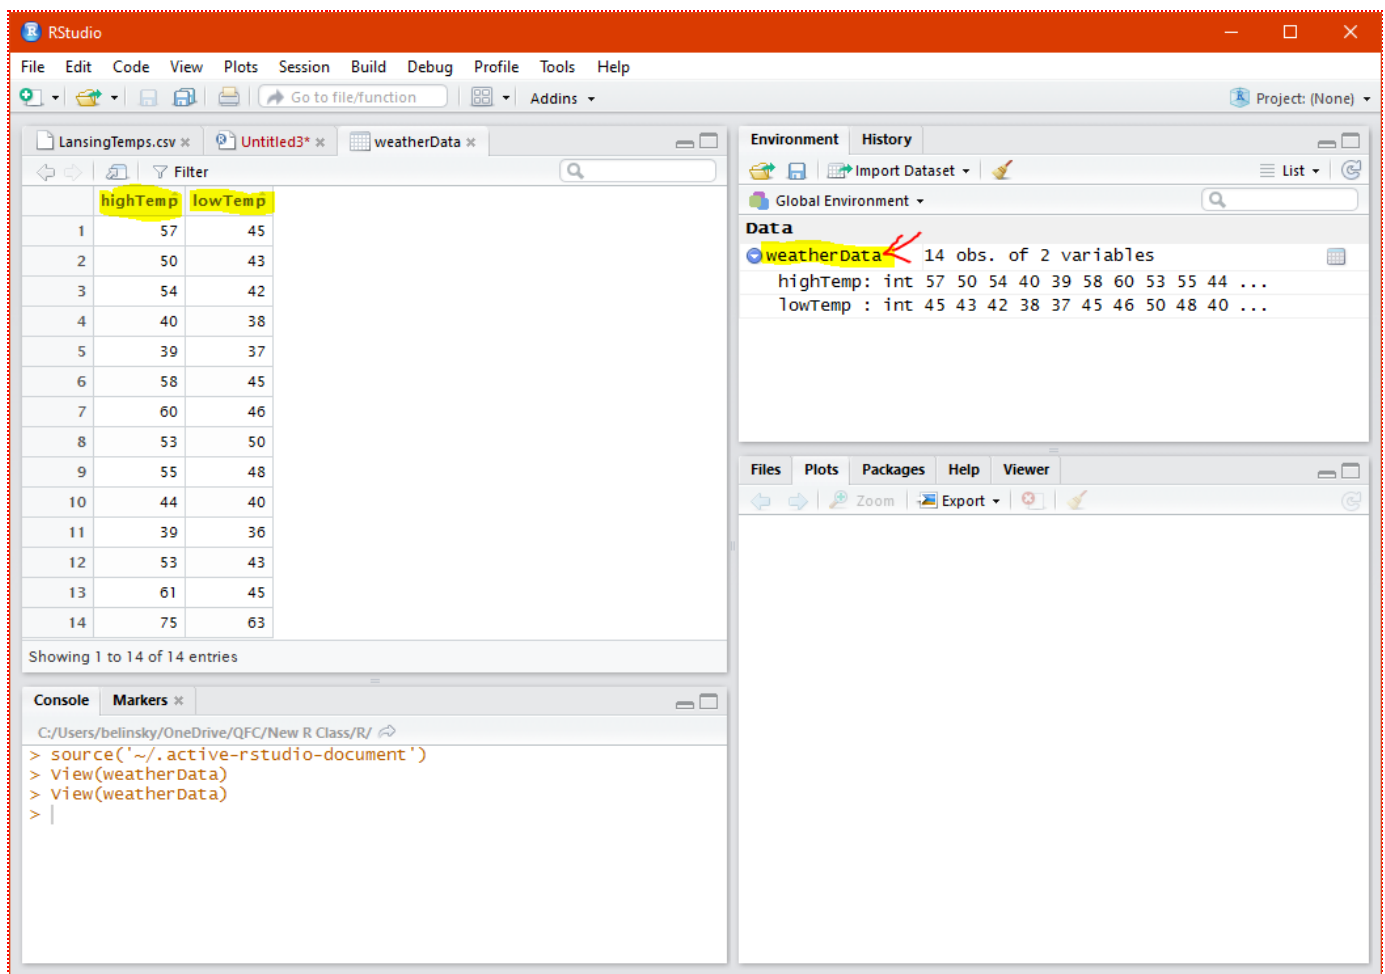 RStudio
File Edit Code View Plots Session Build Debug Profile Tools Help
Go to file/function Addins Project: (None)
LansingTemps.csv Untitled3* weatherData
Filter
highTemp lowTemp
1 57 45
2 50 43
3 54 42
4 40 38
5 39 37
6 58 45
7 60 46
8 53 50
9 55 48
10 44 40
11 39 36
12 53 43
13 61 45
14 75 63
Showing 1 to 14 of 14 entries
Console Markers
C:/Users/belinsky/OneDrive/QFC/New R Class/R/
> source('~/.active-rstudio-document')
> View(weatherData)
> View(weatherData)
>
Environment History
Import Dataset List
Global Environment
Data
weatherData 14 obs. of 2 variables
highTemp: int 57 50 54 40 39 58 60 53 55 44 ...
lowTemp : int 45 43 42 38 37 45 46 50 48 40 ...
Files Plots Packages Help Viewer
Zoom Export